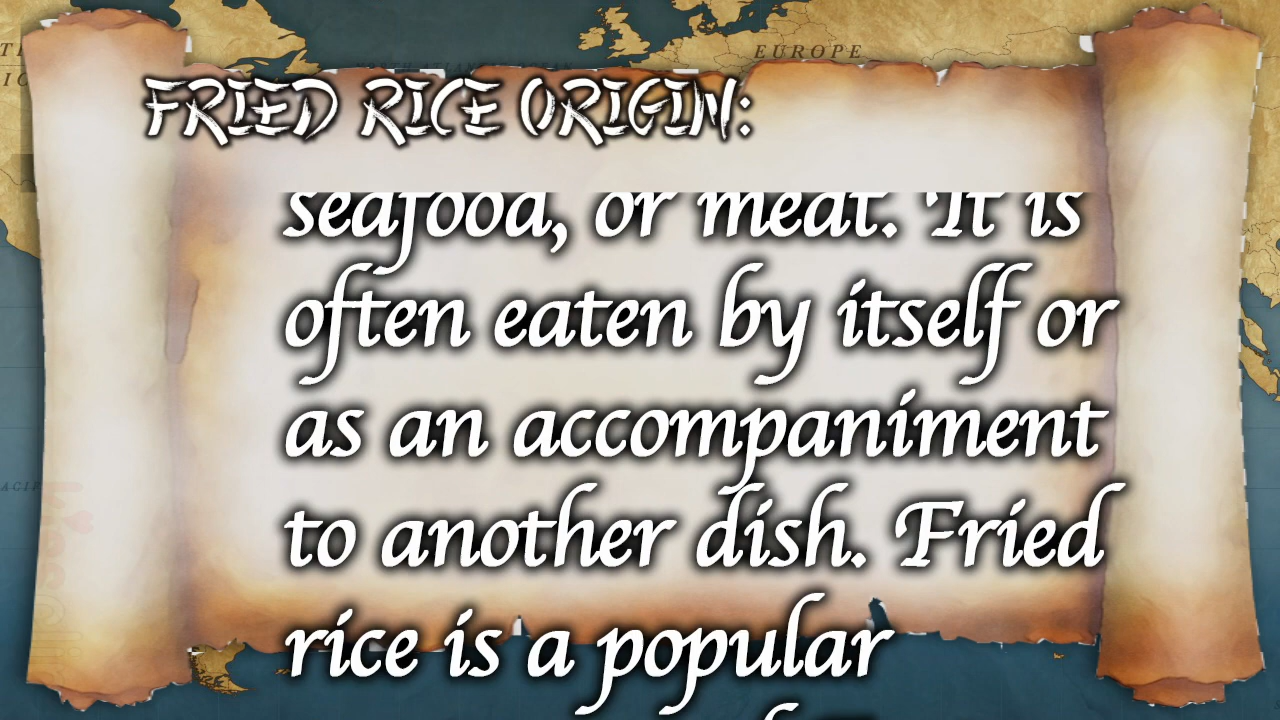 EUROPE
FRIED RICE ORIGIN:
seafood, or meat. It is
often eaten by itself or
as an accompaniment
to another dish. Fried
rice is a popular